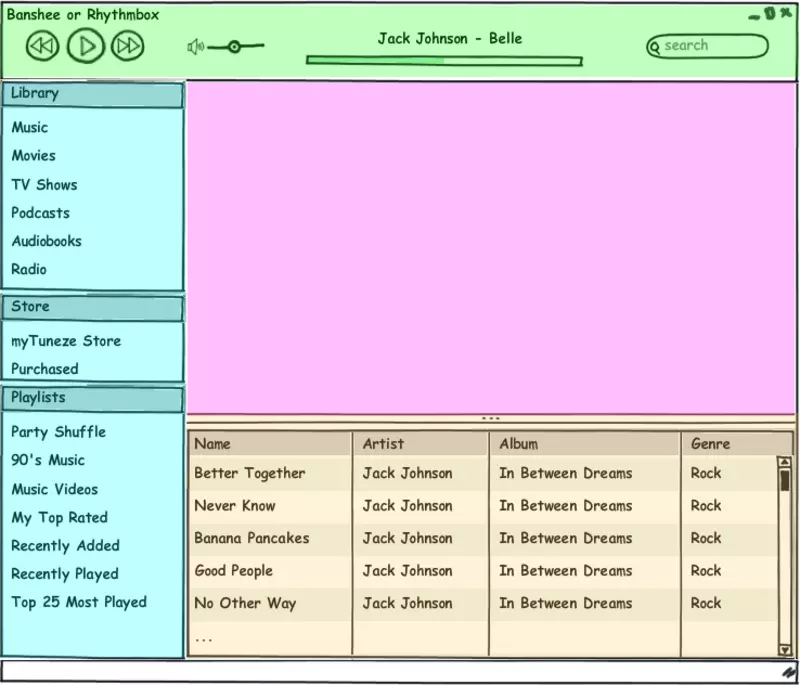 Banshee or Rhythmbox
Jack Johnson - Belle
search
Library
Music
Movies
TV Shows
Podcasts
Audiobooks
Radio
Store
myTuneze Store
Purchased
Playlists
Party Shuffle
90's Music
Music Videos
My Top Rated
Recently Added
Recently Played
Top 25 Most Played
Name Artist Album Genre
Better Together Jack Johnson In Between Dreams Rock
Never Know Jack Johnson In Between Dreams Rock
Banana Pancakes Jack Johnson In Between Dreams Rock
Good People Jack Johnson In Between Dreams Rock
No Other Way Jack Johnson In Between Dreams Rock
...